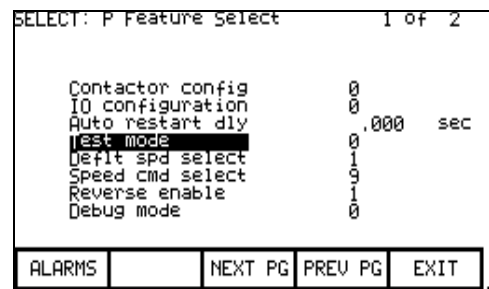 SELECT: P Feature Select 1 of 2
Contactor config 0
IO configuration 0
Auto restart dly .000 sec
Test mode 0
Deflt spd select 1
Speed cmd select 9
Reverse enable 1
Debug mode 0
ALARMS NEXT PG PREV PG EXIT